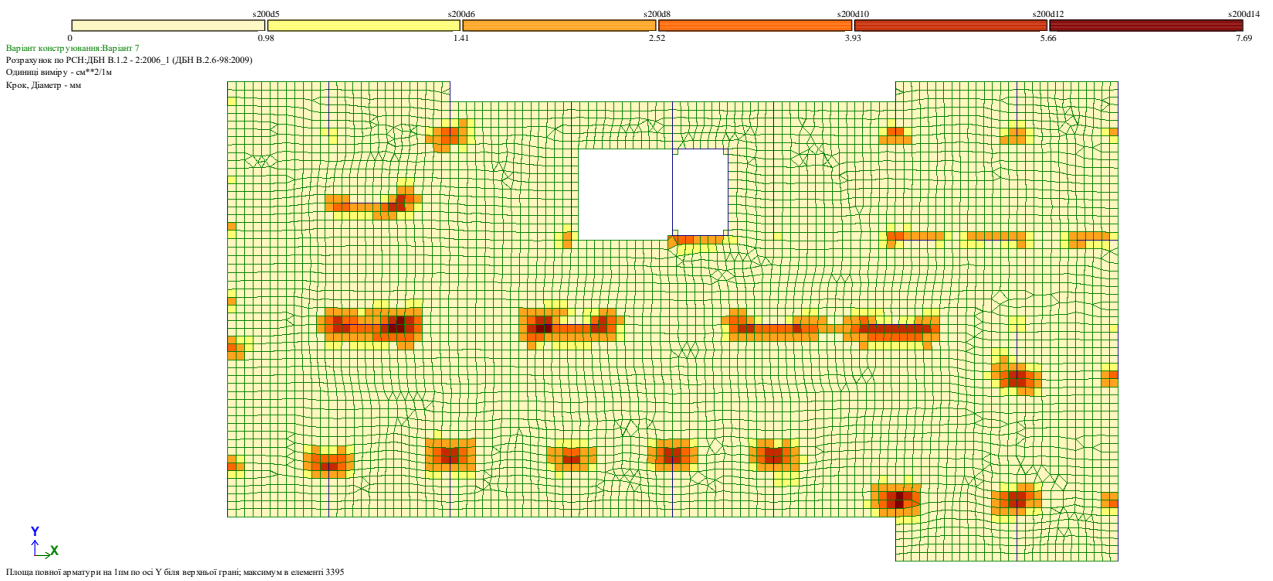 s200d5 s200d6 s200d8 s200d10 s200d12 s200d14
0 0.98 1.41 2.52 3.93 5.66 7.69
Варіант конструювання:Варіант 7
Розрахунок по РСН:ДБН В.1.2 - 2:2006_1 (ДБН В.2.6-98:2009)
Одиниці виміру - см**2/1м
Крок, Діаметр - мм
Y
X
Площа повної арматури на 1пм по осі Y біля верхньої грані; максимум в елементі 3395